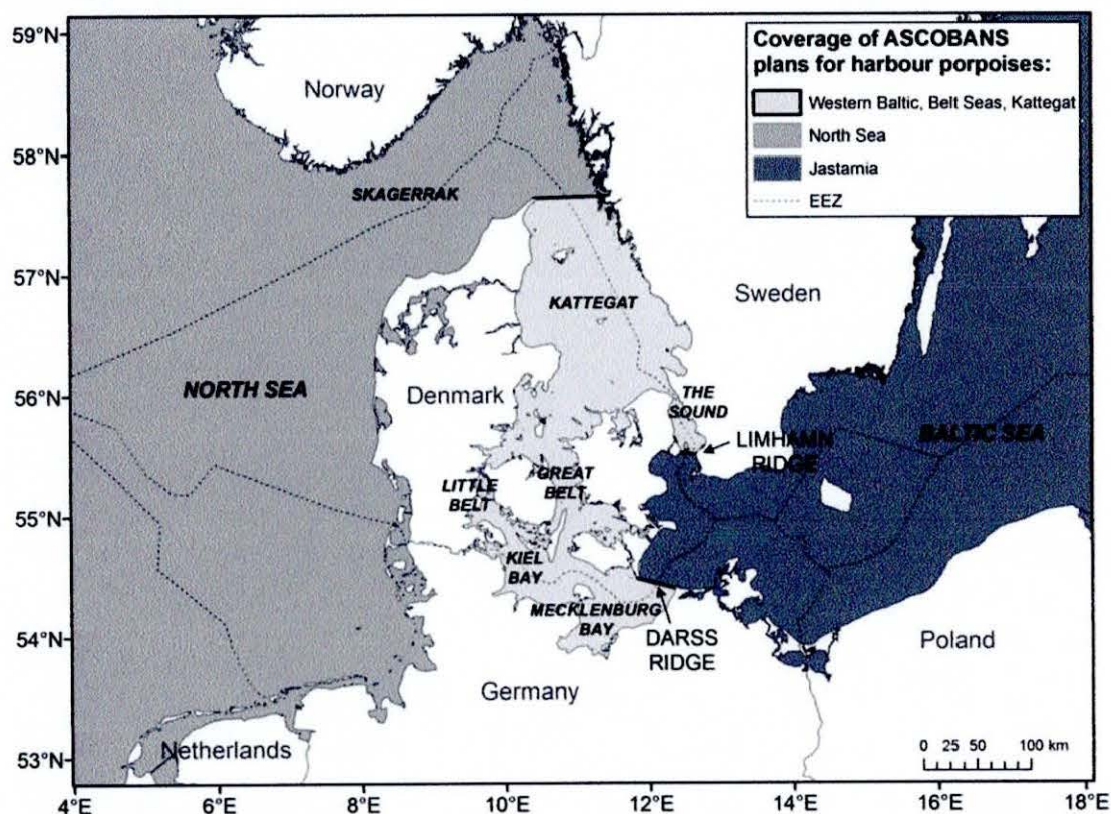 59°N
58°N
57°N
56°N
55°N
54°N
53°N
4°E
6°E
8°E
10°E
12°E
14°E
16°E
18°E
Coverage of ASCOBANS
plans for harbour porpoises:
Western Baltic, Belt Seas, Kattegat
North Sea
Jastarnia
EEZ
Norway
SKAGERRAK
KATTEGAT
Sweden
NORTH SEA
Denmark
THE
SOUND
BALTIC SEA
LIMHAMN
RIDGE
LITTLE
BELT
GREAT
BELT
KIEL
BAY
MECKLENBURG
BAY
DARSS
RIDGE
Poland
Germany
Netherlands
0 25 50 100 km